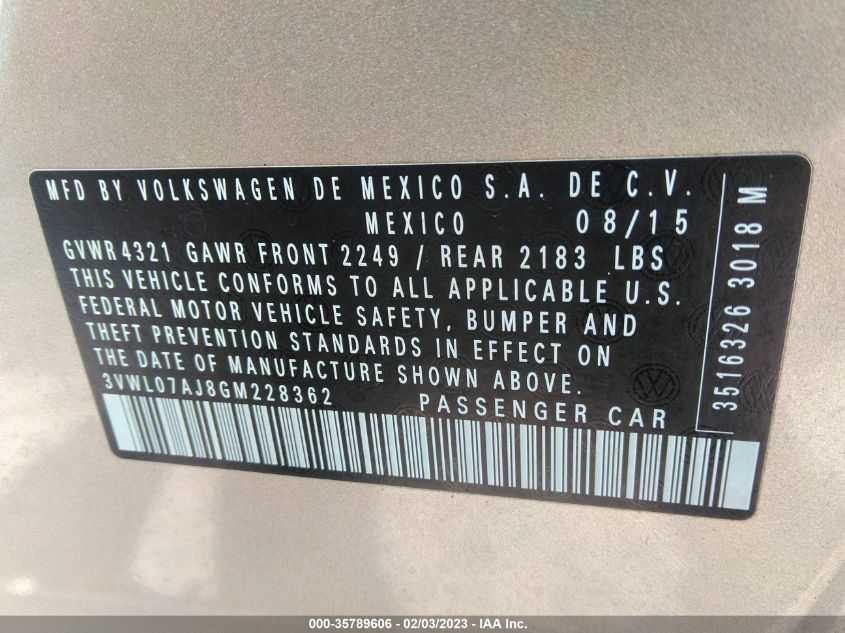 MFD BY VOLKSWAGEN DE MEXICO S.A. DE C.V.
MEXICO 08/15
GVWR 4321 GAWR FRONT 2249 / REAR 2183 LBS
THIS VEHICLE CONFORMS TO ALL APPLICABLE U.S.
FEDERAL MOTOR VEHICLE SAFETY, BUMPER AND
THEFT PREVENTION STANDARDS IN EFFECT ON
THE DATE OF MANUFACTURE SHOWN ABOVE.
3VWL07AJ8GM228362 PASSENGER CAR
3516326 3018 M
000-35789606 - 02/03/2023 - IAA Inc.